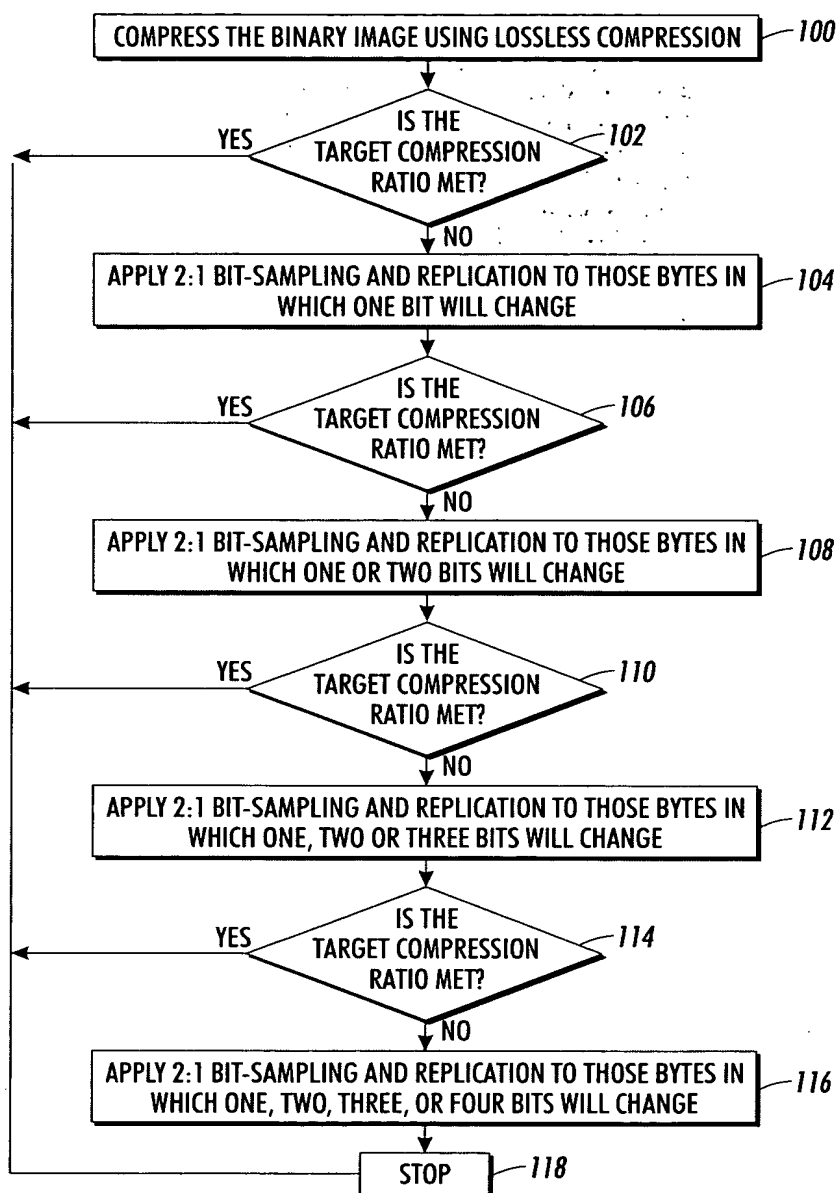 COMPRESS THE BINARY IMAGE USING LOSSLESS COMPRESSION
100
IS THE
TARGET COMPRESSION
RATIO MET?
102
YES
NO
APPLY 2:1 BIT-SAMPLING AND REPLICATION TO THOSE BYTES IN
WHICH ONE BIT WILL CHANGE
104
IS THE
TARGET COMPRESSION
RATIO MET?
106
YES
NO
APPLY 2:1 BIT-SAMPLING AND REPLICATION TO THOSE BYTES IN
WHICH ONE OR TWO BITS WILL CHANGE
108
IS THE
TARGET COMPRESSION
RATIO MET?
110
YES
NO
APPLY 2:1 BIT-SAMPLING AND REPLICATION TO THOSE BYTES IN
WHICH ONE, TWO OR THREE BITS WILL CHANGE
112
IS THE
TARGET COMPRESSION
RATIO MET?
114
YES
NO
APPLY 2:1 BIT-SAMPLING AND REPLICATION TO THOSE BYTES IN
WHICH ONE, TWO, THREE, OR FOUR BITS WILL CHANGE
116
STOP
118